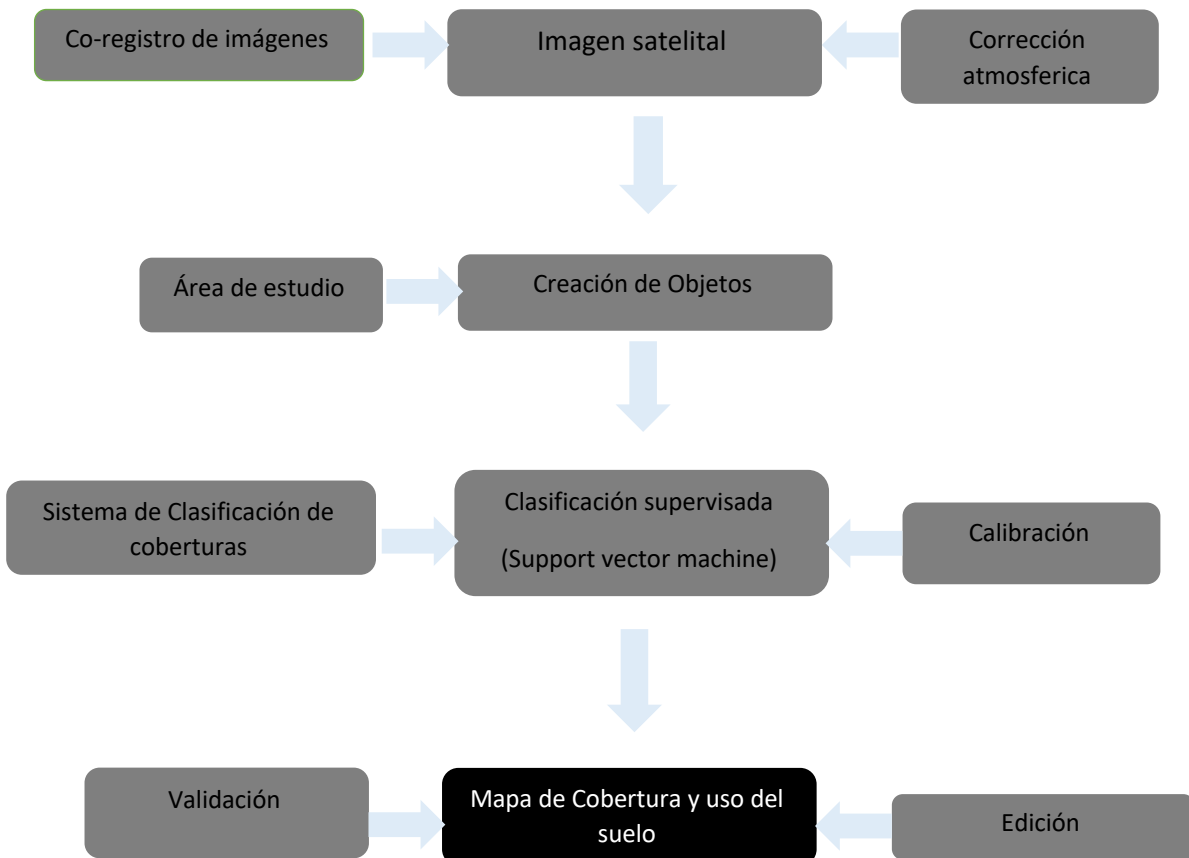 Co-registro de imágenes
Imagen satelital
Corrección
atmosferica
Área de estudio
Creación de Objetos
Sistema de Clasificación de
coberturas
Clasificación supervisada
(Support vector machine)
Calibración
Validación
Mapa de Cobertura y uso del
suelo
Edición